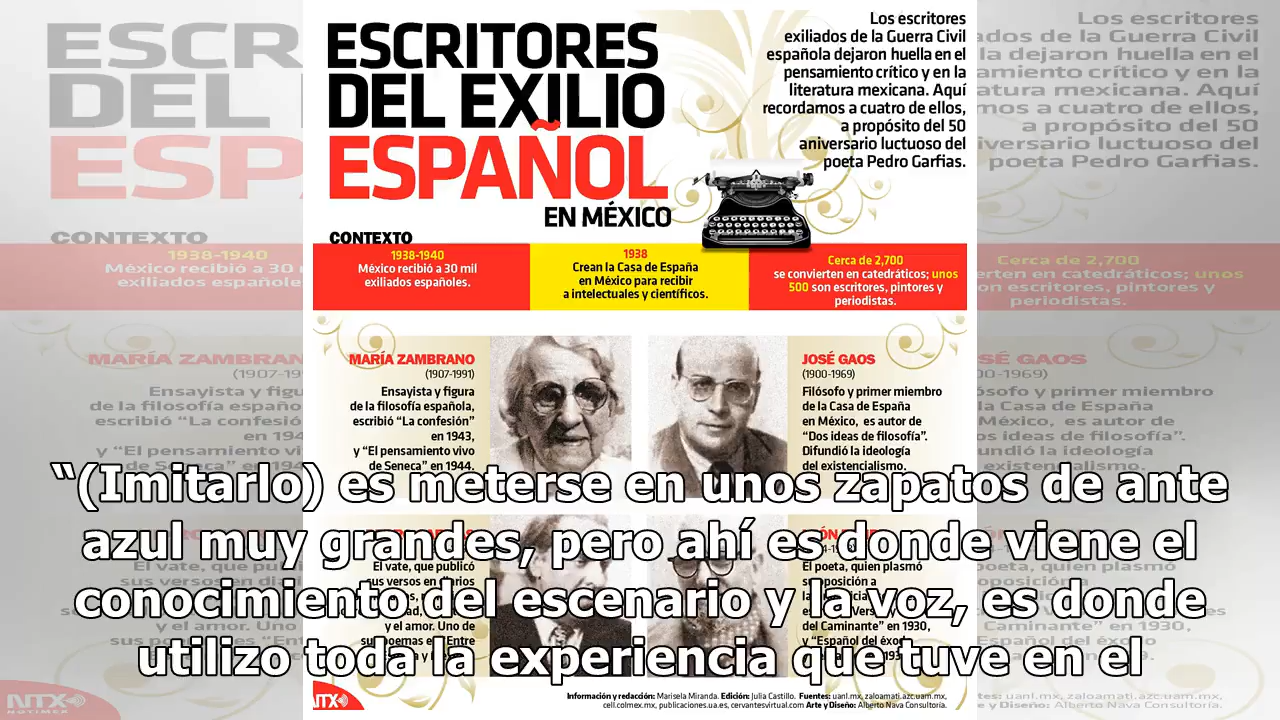 ESCRITORES
DEL EXILIO
ESPAÑOL
EN MÉXICO
Los escritores
exiliados de la Guerra Civil
española dejaron huella en el
pensamiento crítico y en la
literatura mexicana. Aquí
recordamos a cuatro de ellos,
a propósito del 50
aniversario luctuoso del
poeta Pedro Garfias.
CONTEXTO
1938-1940
México recibió a 30 mil
exiliados españoles.
1938
Crean la Casa de España
en México para recibir
a intelectuales y científicos.
Cerca de 2,700
se convierten en catedráticos; unos
500 son escritores, pintores y
periodistas.
MARÍA ZAMBRANO
(1907-1991)
Ensayista y figura
de la filosofía española,
escribió “La confesión”
en 1943,
y “El pensamiento vivo
de Seneca” en 1944.
JOSÉ GAOS
(1900-1969)
Filósofo y primer miembro
de la Casa de España
en México, es autor de
“Dos ideas de filosofía”.
Difundió la ideología
del existencialismo.
“(Imitarlo) es meterse en unos zapatos de ante
azul muy grandes, pero ahí es donde viene el
conocimiento del escenario y la voz, es donde
utilizo toda la experiencia que tuve en el
El vate, que publicó
sus versos en diarios
y el amor. Uno de
El poeta, quien plasmó
Caminante” en 1930,
NTX
NOTIMEX
Información y redacción: Marisela Miranda. Edición: Julia Castillo. Fuentes: uanl.mx, zaloamati.azc.uam.mx,
cell.colmex.mx, publicaciones.ua.es, cervantesvirtual.com Arte y Diseño: Alberto Nava Consultoría.